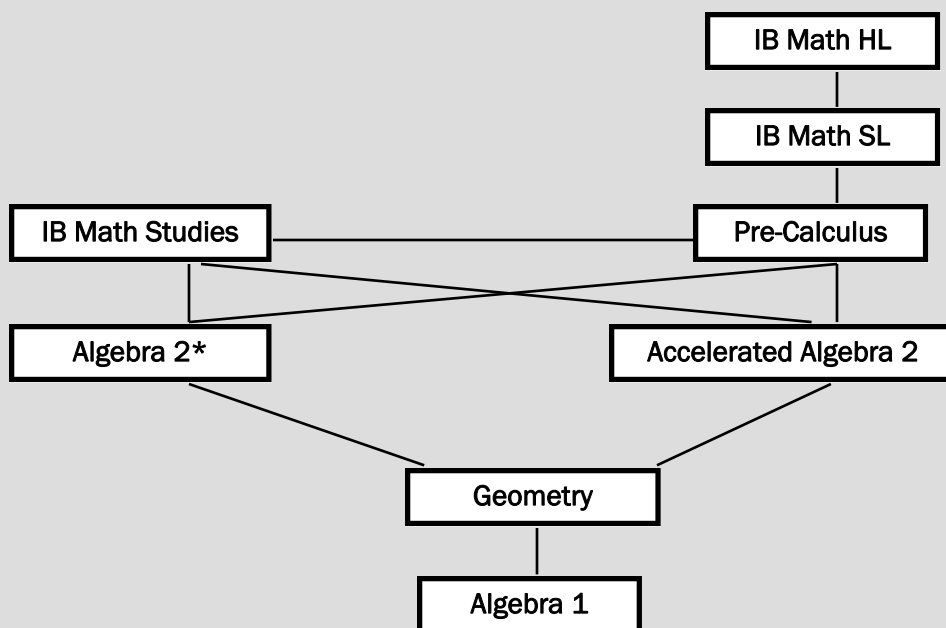 IB Math HL
IB Math SL
IB Math Studies
Pre-Calculus
Algebra 2*
Accelerated Algebra 2
Geometry
Algebra 1